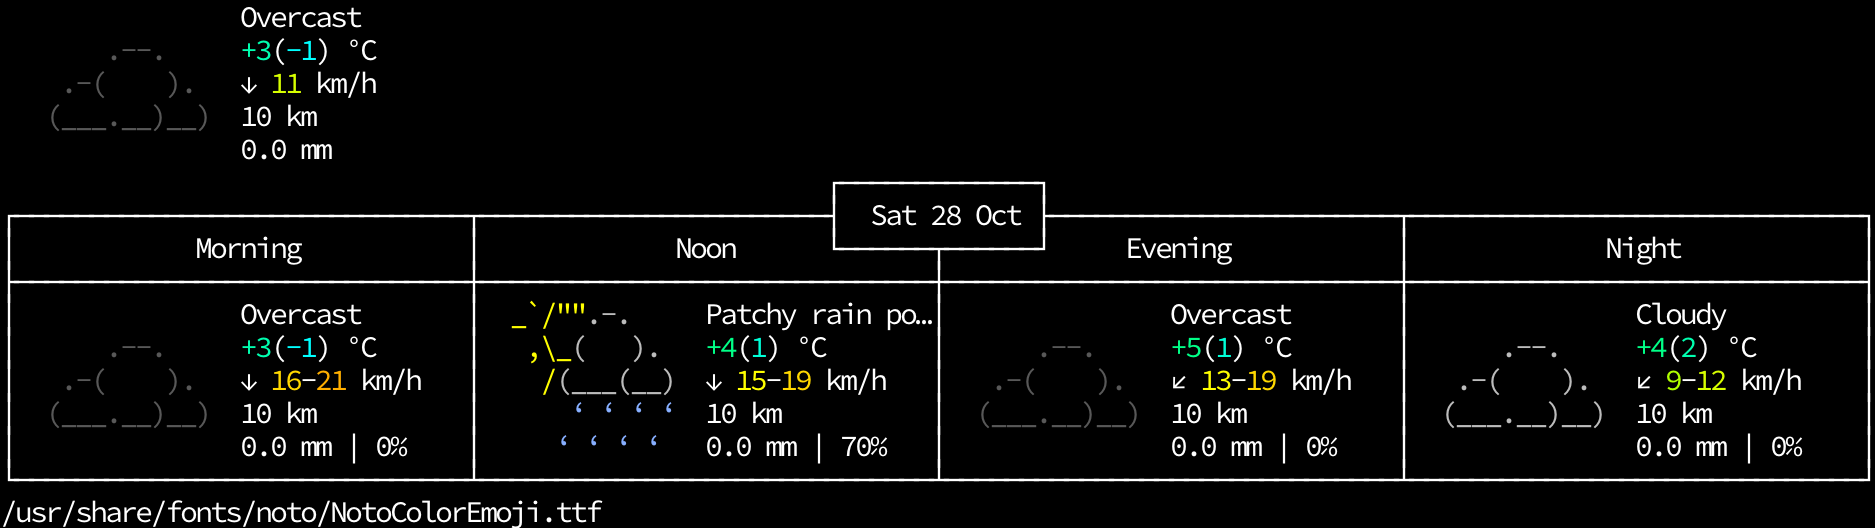 Overcast
+3(-1) °C
↓ 11 km/h
10 km
0.0 mm
Sat 28 Oct
Morning Noon Evening Night
Overcast Patchy rain po… Overcast Cloudy
+3(-1) °C +4(1) °C +5(1) °C +4(2) °C
↓ 16-21 km/h ↓ 15-19 km/h ↙ 13-19 km/h ↙ 9-12 km/h
10 km 10 km 10 km 10 km
0.0 mm | 0% 0.0 mm | 70% 0.0 mm | 0% 0.0 mm | 0%
/usr/share/fonts/noto/NotoColorEmoji.ttf